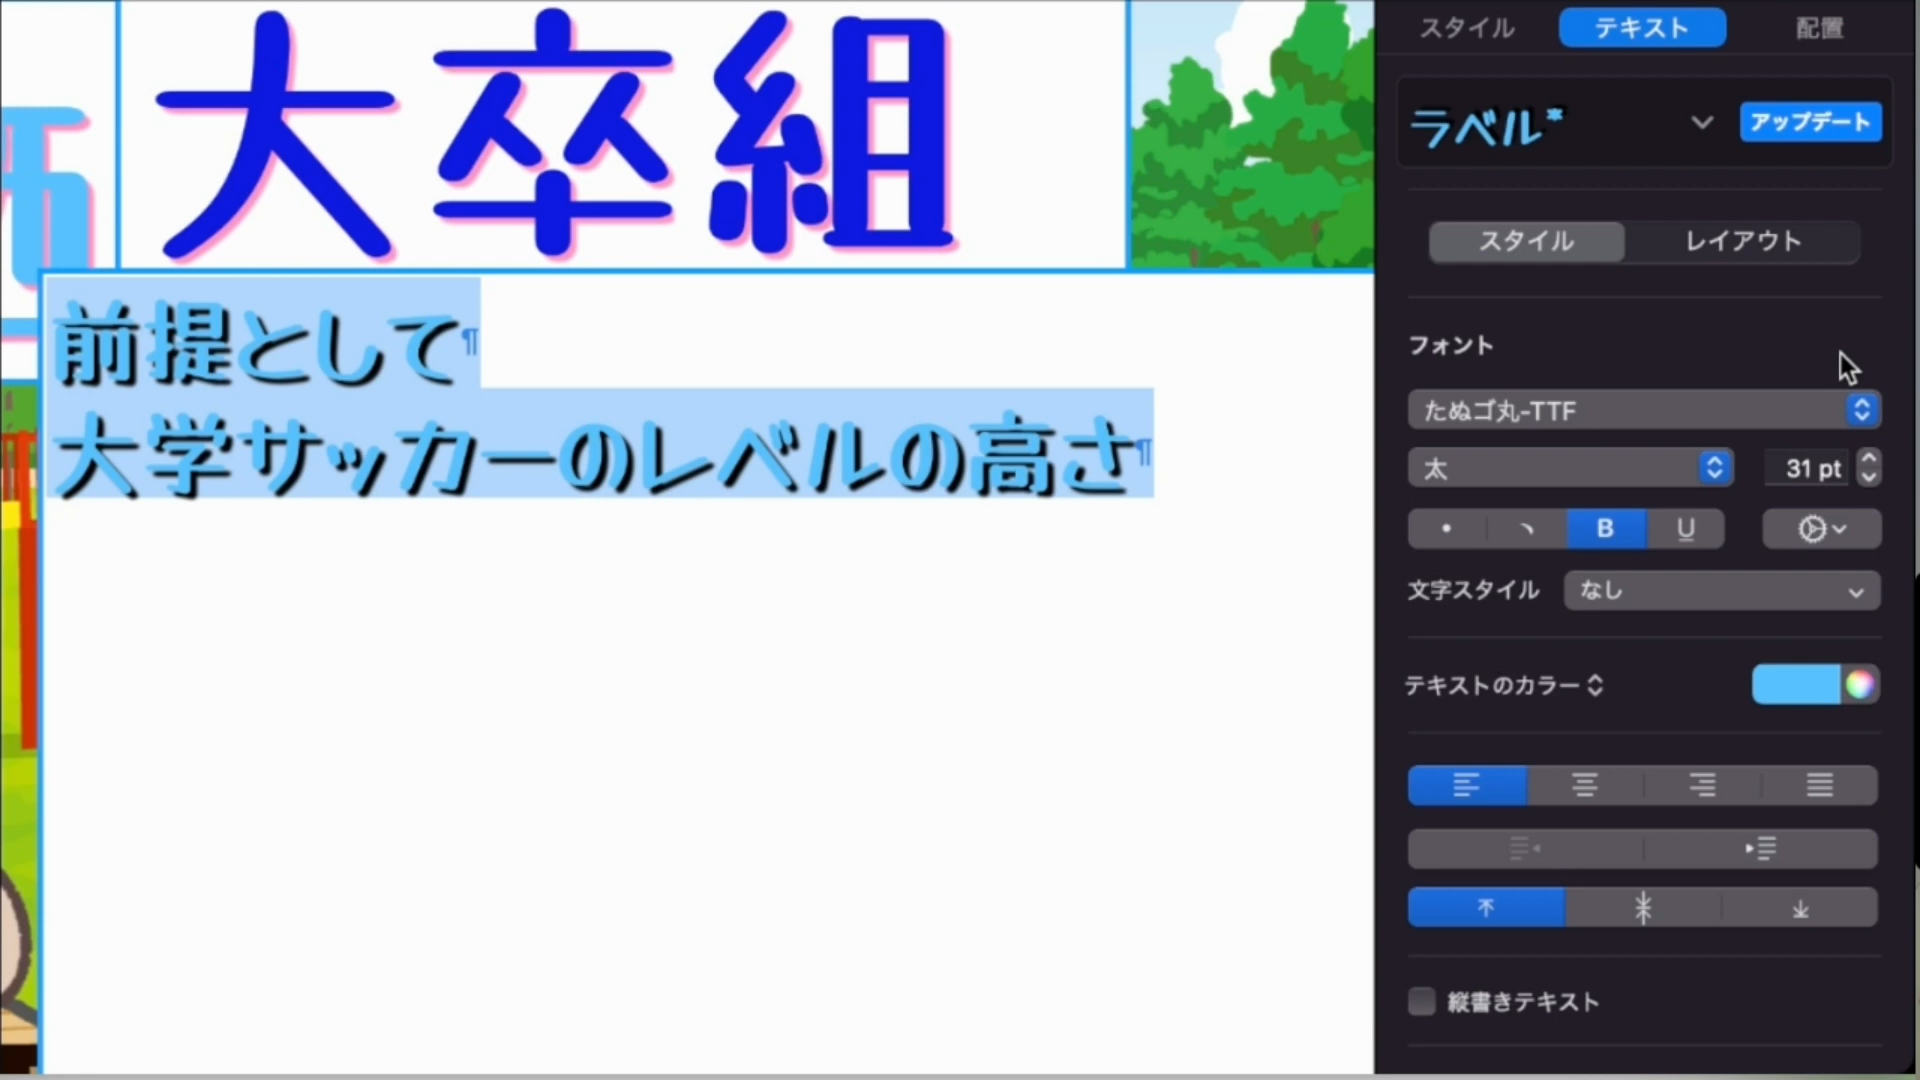 大卒組
前提として
大学サッカーのレベルの高さ
スタイル
テキスト
配置
ラベル*
アップデート
スタイル
レイアウト
フォント
たぬゴ丸-TTF
太
31 pt
B
U
文字スタイル
なし
テキストのカラー
縦書きテキスト